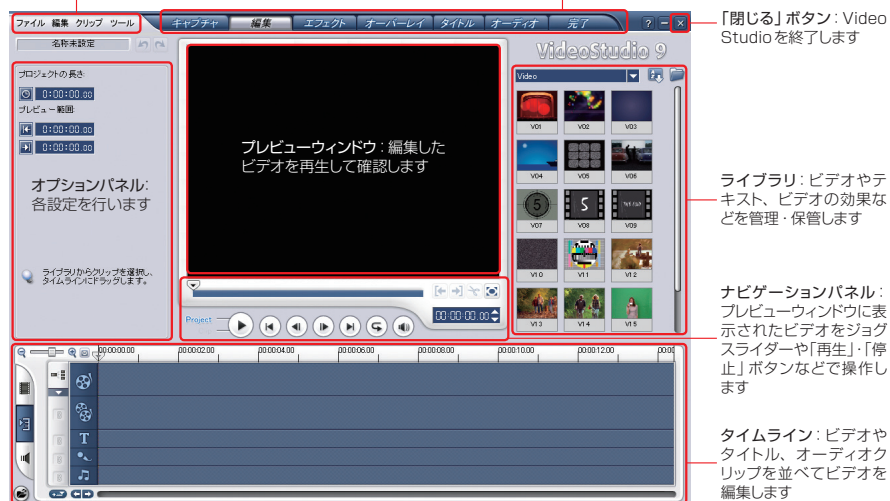 ファイル 編集 クリップ ツール
キャプチャ 編集 エフェクト オーバーレイ タイトル オーディオ 完了
? － ×
「閉じる」ボタン：Video
Studioを終了します
名称未設定
VideoStudio 9
プロジェクトの長さ:
0:00:00.00
プレビュー範囲:
0:00:00.00
0:00:00.00
オプションパネル：
各設定を行います
ライブラリからクリップを選択し、
タイムラインにドラッグします。
プレビューウィンドウ：編集した
ビデオを再生して確認します
Video
V01 V02 V03
V04 V05 V06
5 S
V07 V08 V09
V10 V11 V12
V13 V14 V15
ライブラリ：ビデオやテ
キスト、ビデオの効果な
どを管理・保管します
Project
00:00:00.00
ナビゲーションパネル：
プレビューウィンドウに表
示されたビデオをジョグ
スライダーや「再生」・「停
止」ボタンなどで操作し
ます
00:00:00.00 00:00:02.00 00:00:04.00 00:00:06.00 00:00:08.00 00:00:10.00 00:00:12.00 00:00
T
タイムライン：ビデオや
タイトル、オーディオク
リップを並べてビデオを
編集します